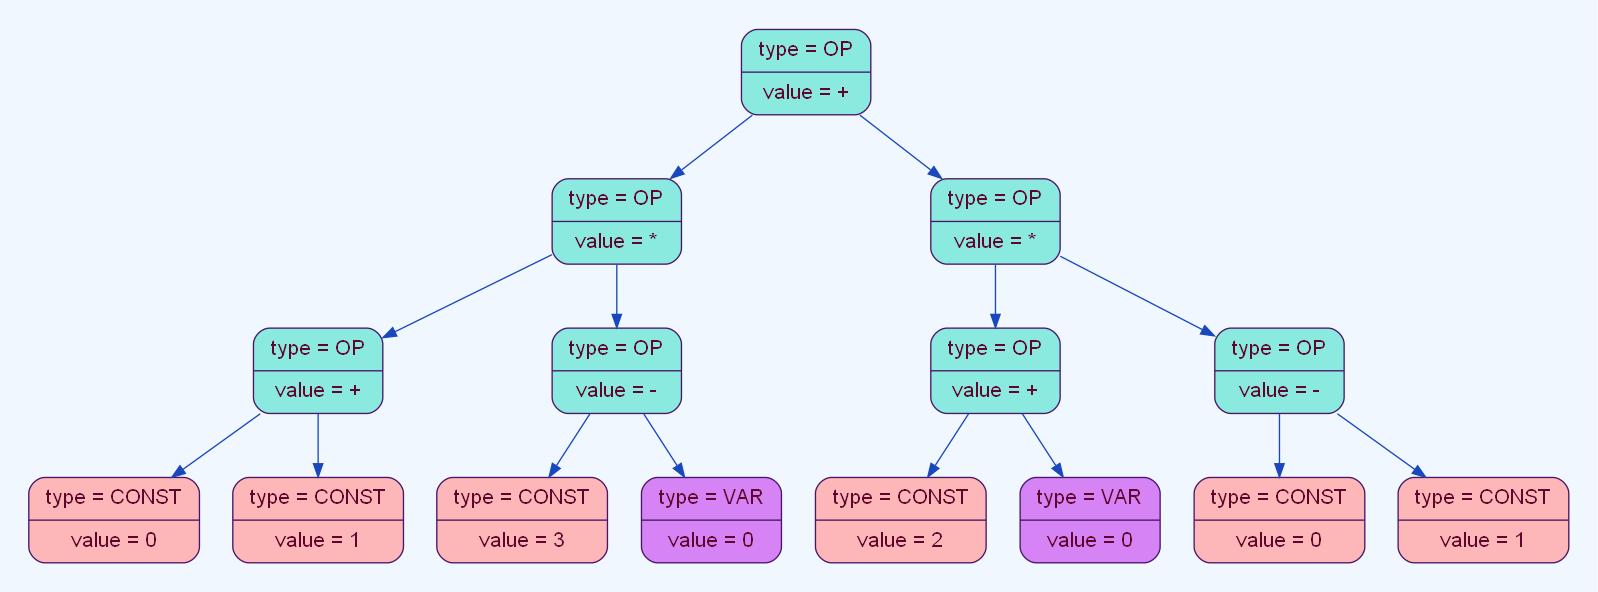 type = OP
value = +
type = OP
value = *
type = OP
value = *
type = OP
value = +
type = OP
value = -
type = OP
value = +
type = OP
value = -
type = CONST
value = 0
type = CONST
value = 1
type = CONST
value = 3
type = VAR
value = 0
type = CONST
value = 2
type = VAR
value = 0
type = CONST
value = 0
type = CONST
value = 1